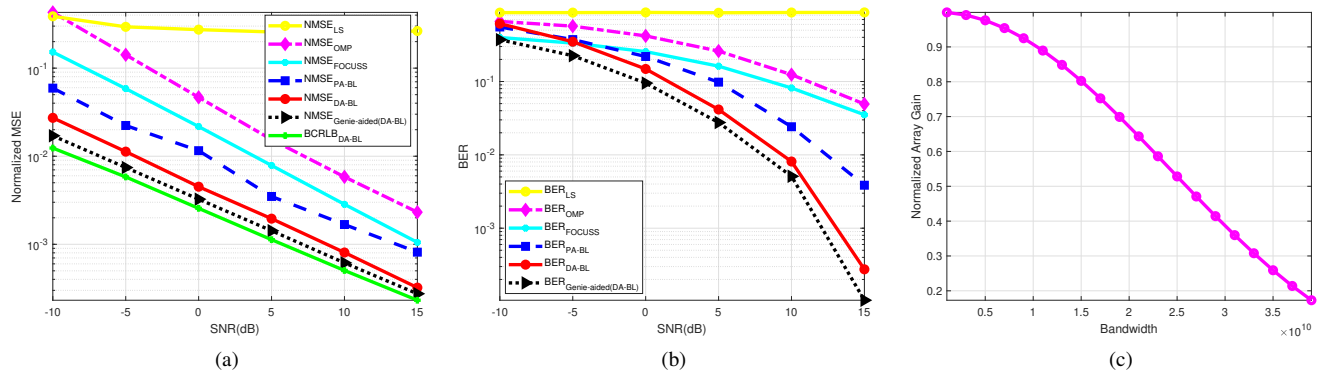 Normalized MSE
10^-1
10^-2
10^-3
-10 -5 0 5 10 15
SNR(dB)
NMSE_LS
NMSE_OMP
NMSE_FOCUSS
NMSE_PA-BL
NMSE_DA-BL
NMSE_Genie-aided(DA-BL)
BCRLB_DA-BL
(a)
BER
10^-1
10^-2
10^-3
-10 -5 0 5 10 15
SNR(dB)
BER_LS
BER_OMP
BER_FOCUSS
BER_PA-BL
BER_DA-BL
BER_Genie-aided(DA-BL)
(b)
Normalized Array Gain
0.9
0.8
0.7
0.6
0.5
0.4
0.3
0.2
0.5 1 1.5 2 2.5 3 3.5
Bandwidth
×10^10
(c)